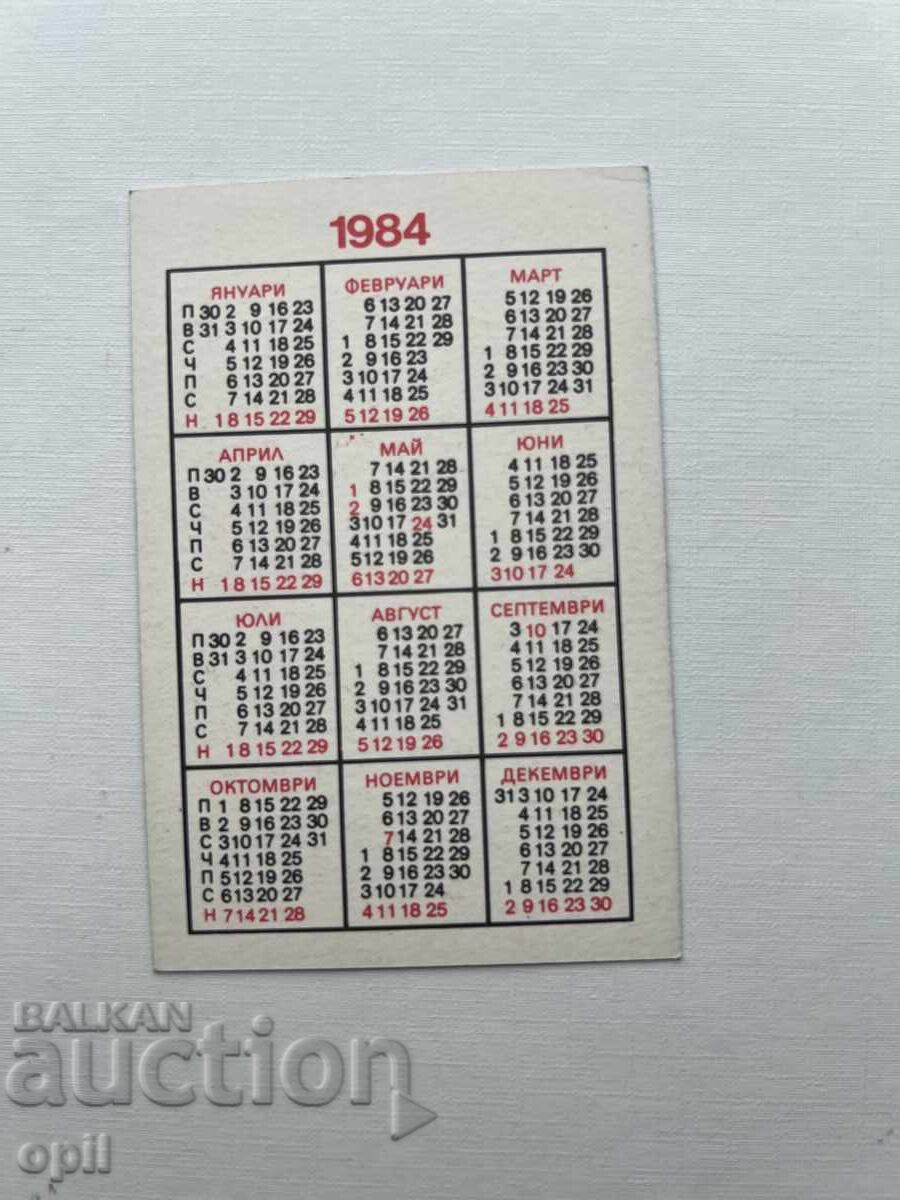 1984
ЯНУАРИ
П 30 2 9 16 23
В 31 3 10 17 24
С 4 11 18 25
Ч 5 12 19 26
П 6 13 20 27
С 7 14 21 28
Н 1 8 15 22 29
ФЕВРУАРИ
6 13 20 27
7 14 21 28
1 8 15 22 29
2 9 16 23
3 10 17 24
4 11 18 25
5 12 19 26
МАРТ
5 12 19 26
6 13 20 27
7 14 21 28
1 8 15 22 29
2 9 16 23 30
3 10 17 24 31
4 11 18 25
АПРИЛ
П 30 2 9 16 23
В 3 10 17 24
С 4 11 18 25
Ч 5 12 19 26
П 6 13 20 27
С 7 14 21 28
Н 1 8 15 22 29
МАЙ
7 14 21 28
1 8 15 22 29
2 9 16 23 30
3 10 17 24 31
4 11 18 25
5 12 19 26
6 13 20 27
ЮНИ
4 11 18 25
5 12 19 26
6 13 20 27
7 14 21 28
1 8 15 22 29
2 9 16 23 30
3 10 17 24
ЮЛИ
П 30 2 9 16 23
В 31 3 10 17 24
С 4 11 18 25
Ч 5 12 19 26
П 6 13 20 27
С 7 14 21 28
Н 1 8 15 22 29
АВГУСТ
6 13 20 27
7 14 21 28
1 8 15 22 29
2 9 16 23 30
3 10 17 24 31
4 11 18 25
5 12 19 26
СЕПТЕМВРИ
3 10 17 24
4 11 18 25
5 12 19 26
6 13 20 27
7 14 21 28
1 8 15 22 29
2 9 16 23 30
ОКТОМВРИ
П 1 8 15 22 29
В 2 9 16 23 30
С 3 10 17 24 31
Ч 4 11 18 25
П 5 12 19 26
С 6 13 20 27
Н 7 14 21 28
НОЕМВРИ
5 12 19 26
6 13 20 27
7 14 21 28
1 8 15 22 29
2 9 16 23 30
3 10 17 24
4 11 18 25
ДЕКЕМВРИ
31 3 10 17 24
4 11 18 25
5 12 19 26
6 13 20 27
7 14 21 28
1 8 15 22 29
2 9 16 23 30
BALKAN
auction
opil